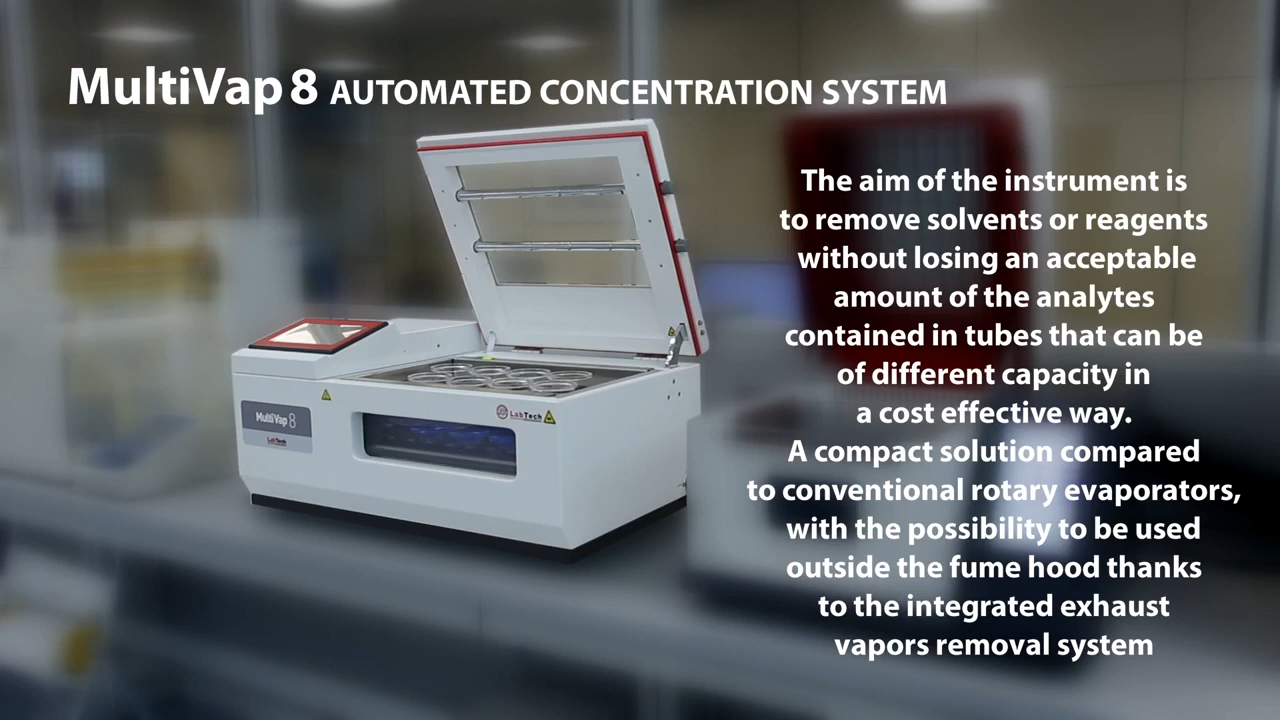 MultiVap 8 AUTOMATED CONCENTRATION SYSTEM
The aim of the instrument is
to remove solvents or reagents
without losing an acceptable
amount of the analytes
contained in tubes that can be
of different capacity in
a cost effective way.
A compact solution compared
to conventional rotary evaporators,
with the possibility to be used
outside the fume hood thanks
to the integrated exhaust
vapors removal system
MultiVap 8
LabTech
LabTech